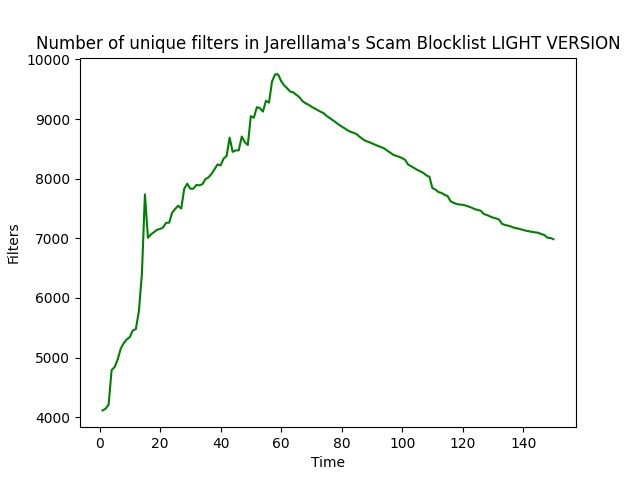 Number of unique filters in Jarelllama's Scam Blocklist LIGHT VERSION
10000
9000
8000
7000
6000
5000
4000
Filters
0 20 40 60 80 100 120 140
Time